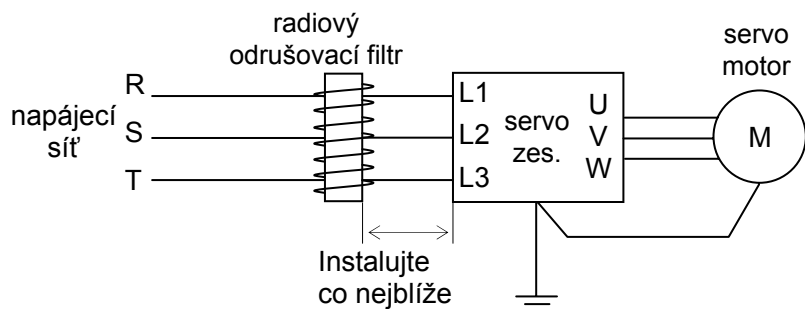 radiový
odrušovací filtr
servo
motor
napájecí
síť
R
S
T
L1
L2
L3
servo
zes.
U
V
W
M
Instalujte
co nejblíže